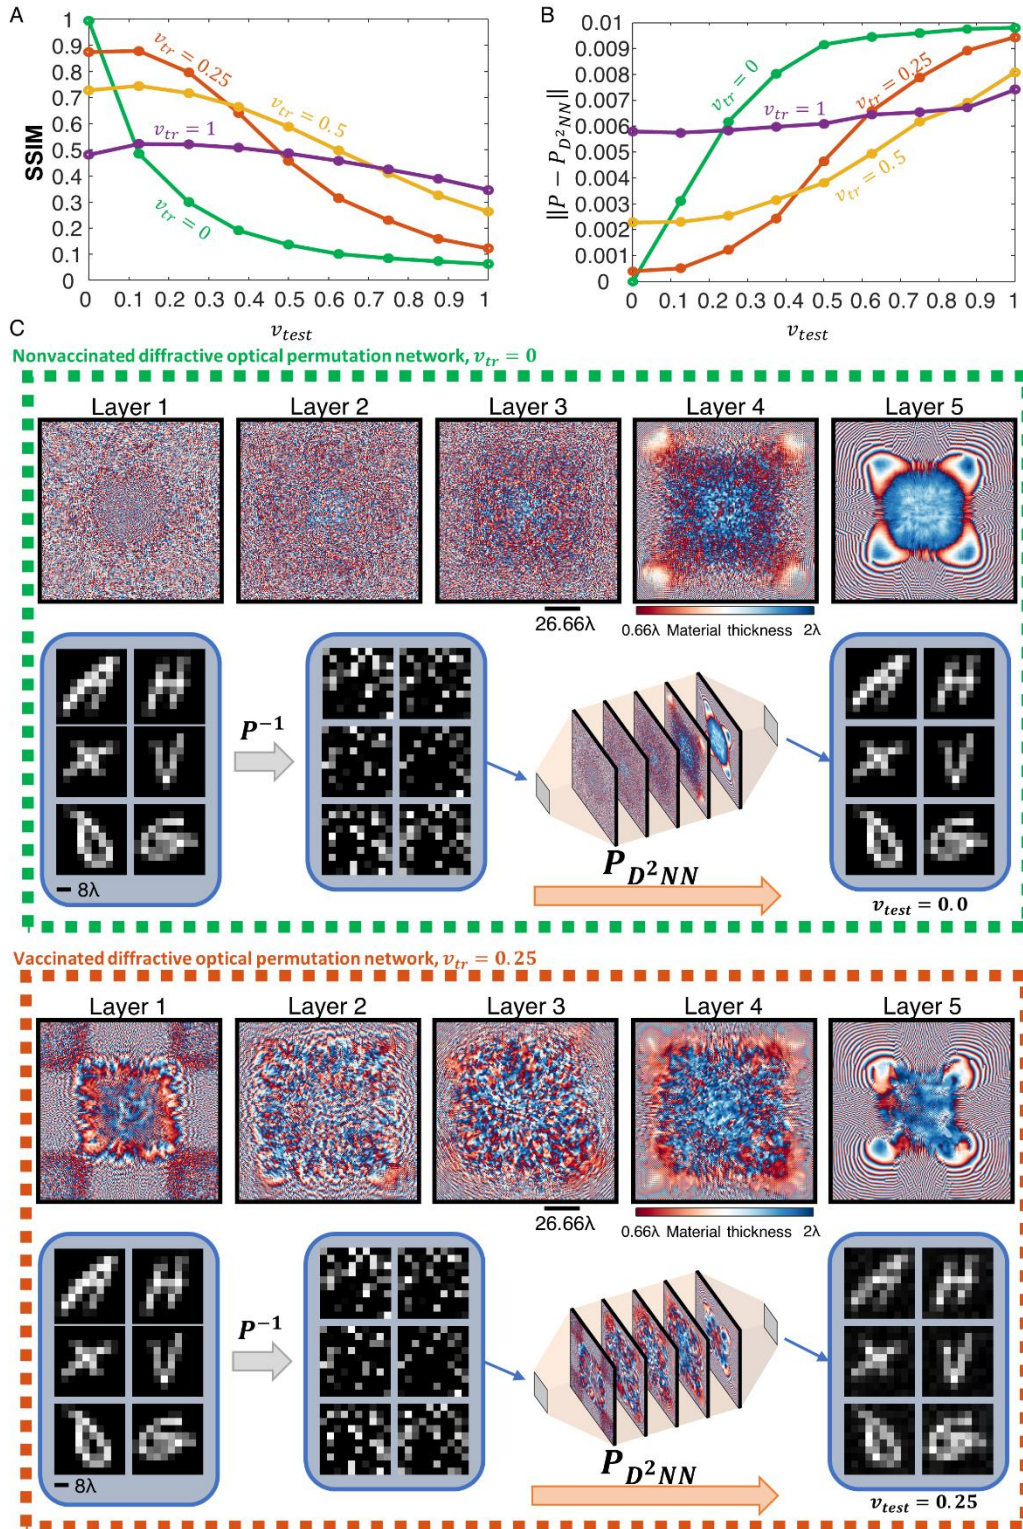 A
1
0.9
0.8
0.7
0.6
0.5
0.4
0.3
0.2
0.1
0
SSIM
v_tr = 0.25
v_tr = 0.5
v_tr = 1
v_tr = 0
0 0.1 0.2 0.3 0.4 0.5 0.6 0.7 0.8 0.9 1
v_test
B
0.01
0.009
0.008
0.007
0.006
0.005
0.004
0.003
0.002
0.001
0
||P − P_D²NN||
v_tr = 0
v_tr = 0.25
v_tr = 1
v_tr = 0.5
0 0.1 0.2 0.3 0.4 0.5 0.6 0.7 0.8 0.9 1
v_test
C
Nonvaccinated diffractive optical permutation network, v_tr = 0
Layer 1 Layer 2 Layer 3 Layer 4 Layer 5
26.66λ
0.66λ Material thickness 2λ
P⁻¹
8λ
P_D²NN
v_test = 0.0
Vaccinated diffractive optical permutation network, v_tr = 0.25
Layer 1 Layer 2 Layer 3 Layer 4 Layer 5
26.66λ
0.66λ Material thickness 2λ
P⁻¹
8λ
P_D²NN
v_test = 0.25